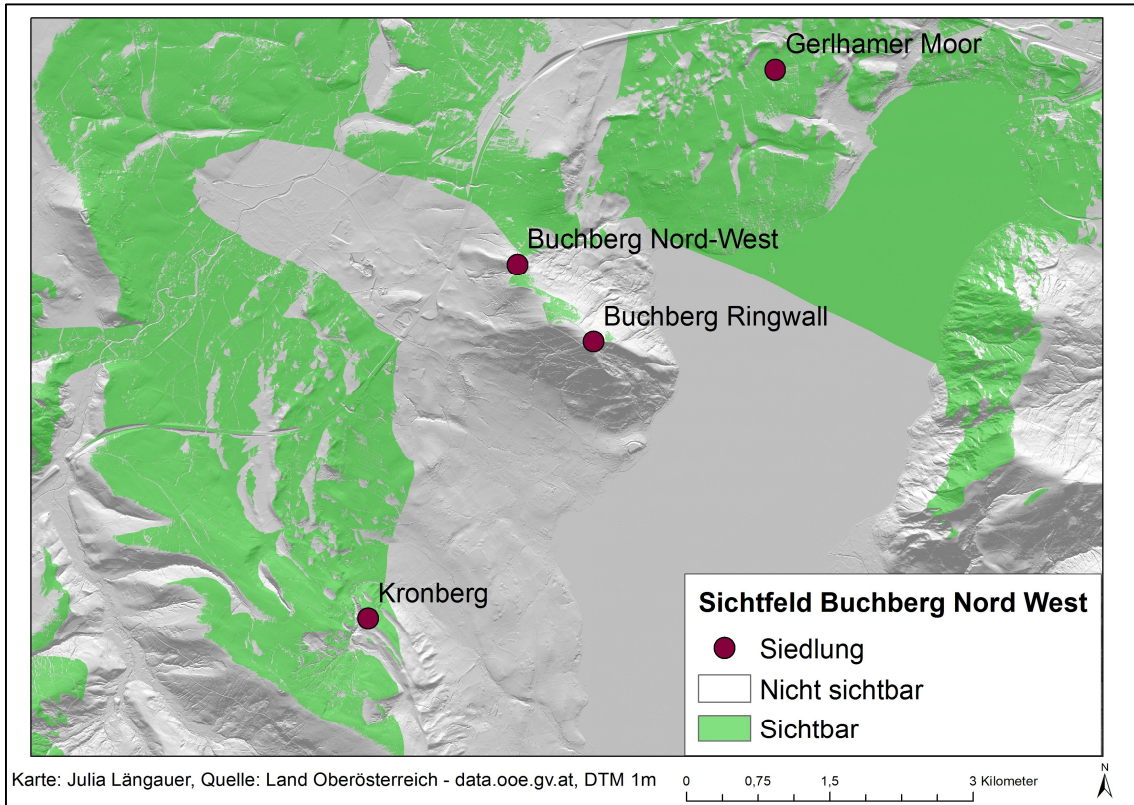 Gerlhamer Moor
Buchberg Nord-West
Buchberg Ringwall
Kronberg
Sichtfeld Buchberg Nord West
Siedlung
Nicht sichtbar
Sichtbar
Karte: Julia Längauer, Quelle: Land Oberösterreich - data.ooe.gv.at, DTM 1m
0 0,75 1,5 3 Kilometer
N